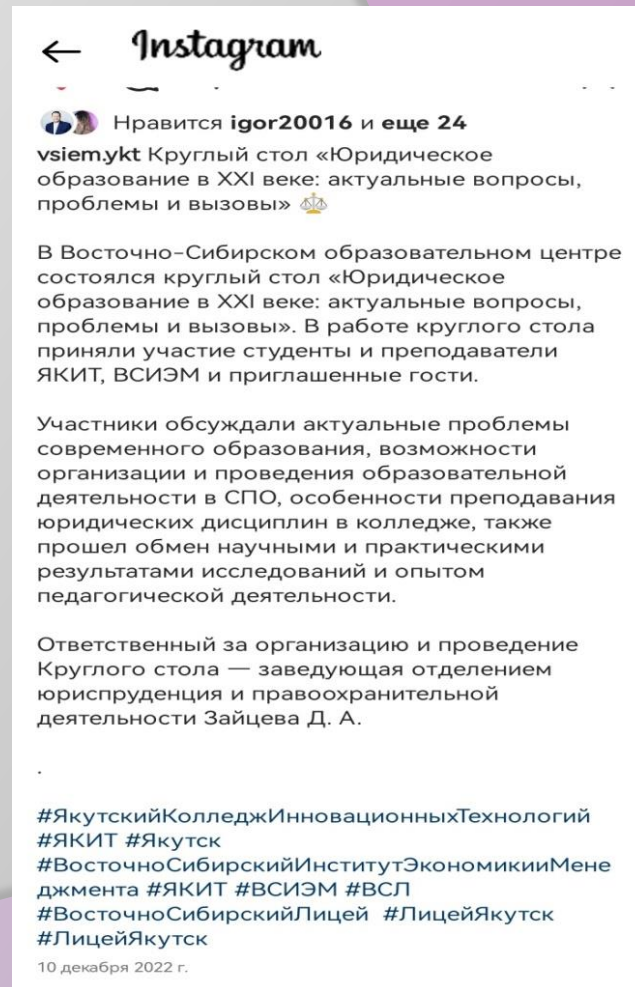 Instagram
Нравится igor20016 и еще 24
vsiem.ykt Круглый стол «Юридическое
образование в XXI веке: актуальные вопросы,
проблемы и вызовы» ⚖️
В Восточно-Сибирском образовательном центре
состоялся круглый стол «Юридическое
образование в XXI веке: актуальные вопросы,
проблемы и вызовы». В работе круглого стола
приняли участие студенты и преподаватели
ЯКИТ, ВСИЭМ и приглашенные гости.
Участники обсуждали актуальные проблемы
современного образования, возможности
организации и проведения образовательной
деятельности в СПО, особенности преподавания
юридических дисциплин в колледже, также
прошел обмен научными и практическими
результатами исследований и опытом
педагогической деятельности.
Ответственный за организацию и проведение
Круглого стола — заведующая отделением
юриспруденция и правоохранительной
деятельности Зайцева Д. А.
.
#ЯкутскийКолледжИнновационныхТехнологий
#ЯКИТ #Якутск
#ВосточноСибирскийИнститутЭкономикииМене
джмента #ЯКИТ #ВСИЭМ #ВСЛ
#ВосточноСибирскийЛицей #ЛицейЯкутск
#ЛицейЯкутск
10 декабря 2022 г.